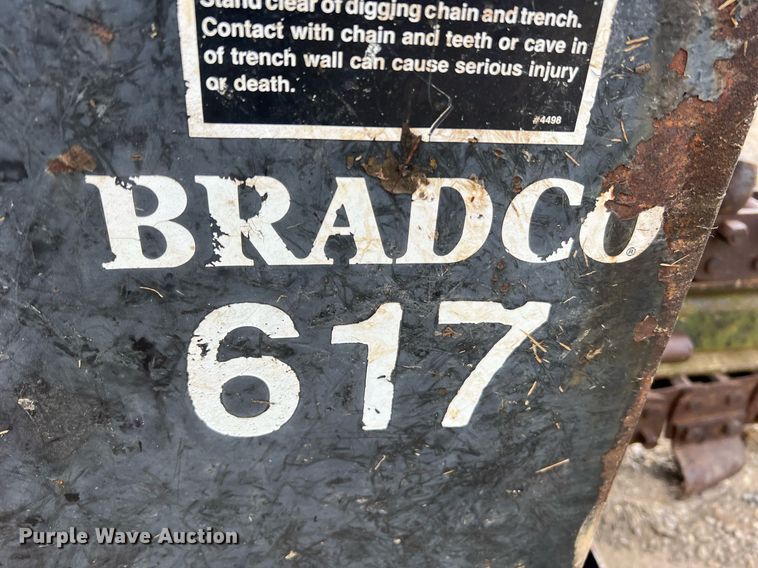 Stand clear of digging chain and trench.
Contact with chain and teeth or cave in
of trench wall can cause serious injury
or death.
#4498
BRADCO®
617
Purple Wave Auction®